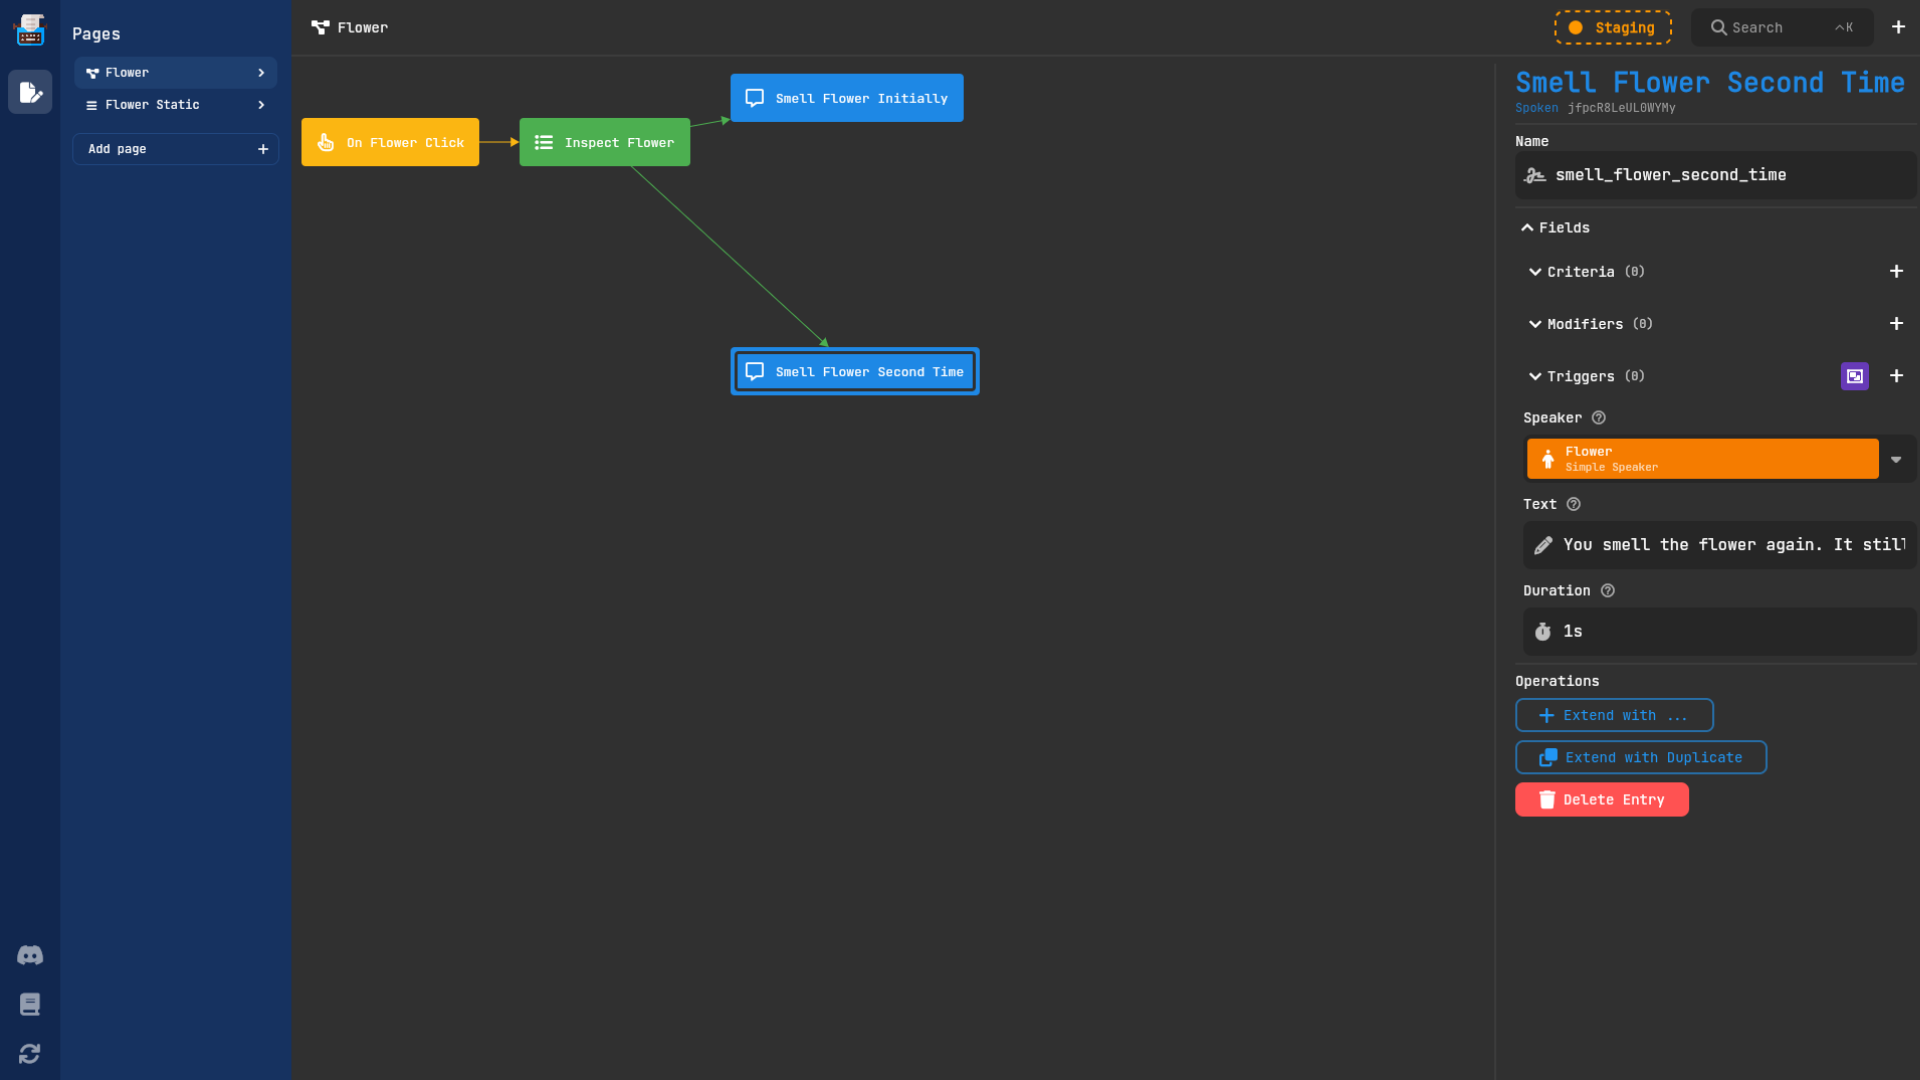 Pages
Flower
Flower Static
Add page
Flower
Staging
Search
^K
On Flower Click
Inspect Flower
Smell Flower Initially
Smell Flower Second Time
Smell Flower Second Time
Spoken jfpcR8LeUL0WYMy
Name
smell_flower_second_time
Fields
Criteria (0)
Modifiers (0)
Triggers (0)
Speaker
Flower
Simple Speaker
Text
You smell the flower again. It still
Duration
1s
Operations
Extend with ...
Extend with Duplicate
Delete Entry